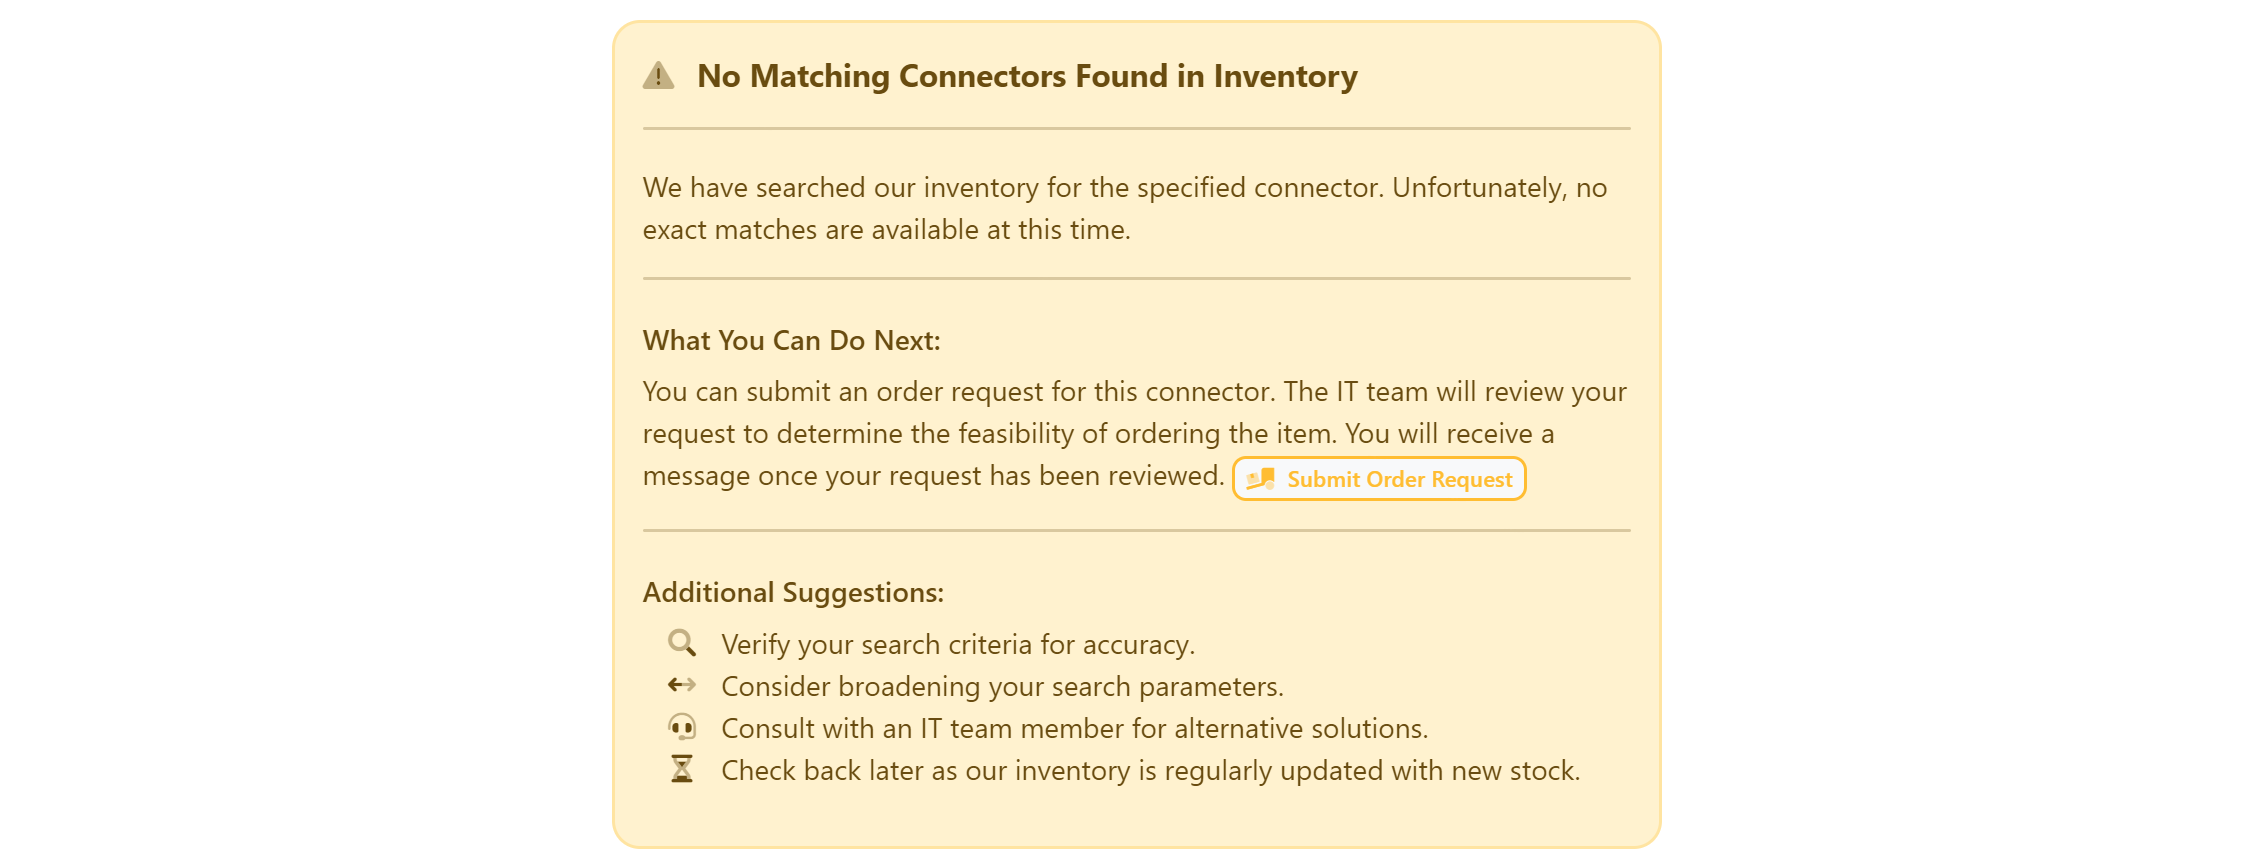 No Matching Connectors Found in Inventory
We have searched our inventory for the specified connector. Unfortunately, no
exact matches are available at this time.
What You Can Do Next:
You can submit an order request for this connector. The IT team will review your
request to determine the feasibility of ordering the item. You will receive a
message once your request has been reviewed. Submit Order Request
Additional Suggestions:
Verify your search criteria for accuracy.
Consider broadening your search parameters.
Consult with an IT team member for alternative solutions.
Check back later as our inventory is regularly updated with new stock.